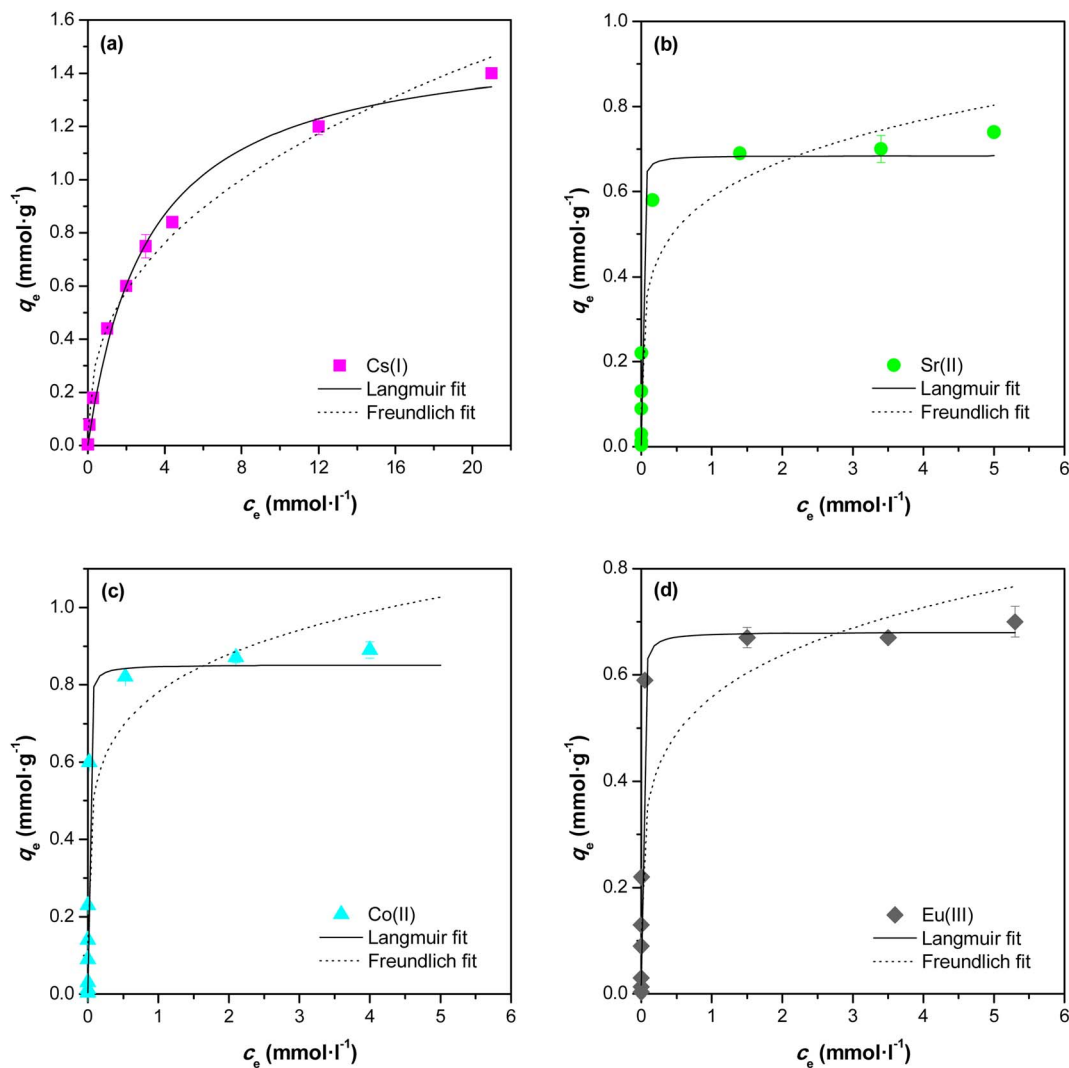 (a)
1.6
1.4
1.2
1.0
0.8
0.6
0.4
0.2
0.0
qe (mmol·g-1)
Cs(I)
Langmuir fit
Freundlich fit
0 4 8 12 16 20
ce (mmol·l-1)
(b)
1.0
0.8
0.6
0.4
0.2
0.0
qe (mmol·g-1)
Sr(II)
Langmuir fit
Freundlich fit
0 1 2 3 4 5 6
ce (mmol·l-1)
(c)
1.0
0.8
0.6
0.4
0.2
0.0
qe (mmol·g-1)
Co(II)
Langmuir fit
Freundlich fit
0 1 2 3 4 5 6
ce (mmol·l-1)
(d)
0.8
0.6
0.4
0.2
0.0
qe (mmol·g-1)
Eu(III)
Langmuir fit
Freundlich fit
0 1 2 3 4 5 6
ce (mmol·l-1)